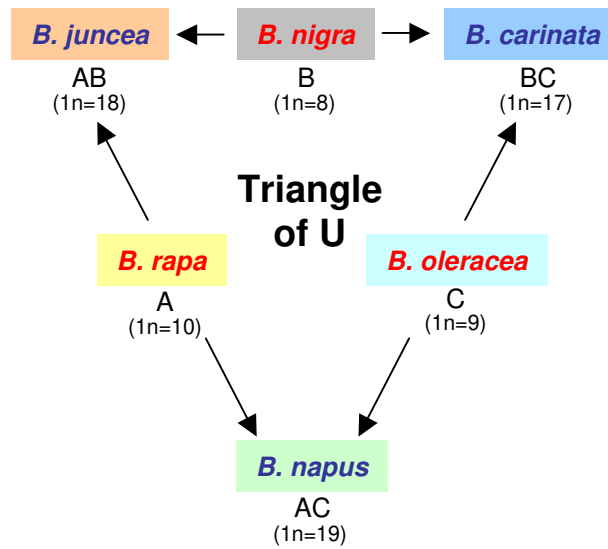 B. juncea
AB
(1n=18)
B. nigra
B
(1n=8)
B. carinata
BC
(1n=17)
Triangle
of U
B. rapa
A
(1n=10)
B. oleracea
C
(1n=9)
B. napus
AC
(1n=19)